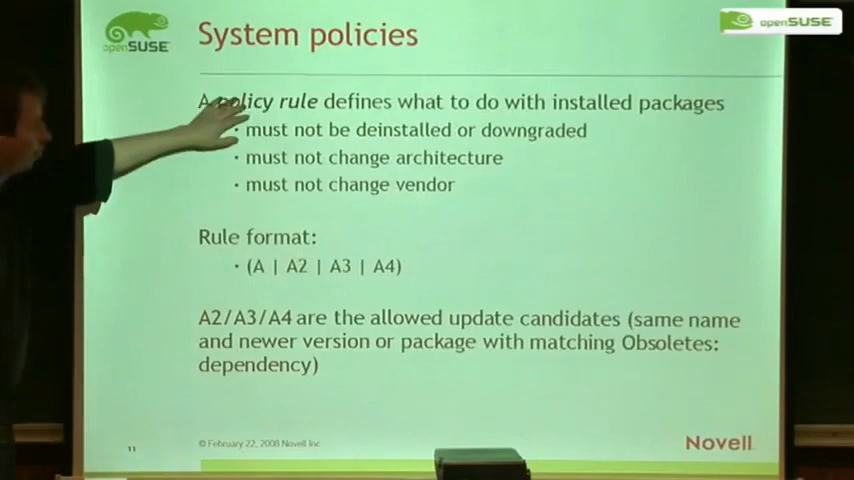 openSUSE
System policies
openSUSE
A policy rule defines what to do with installed packages
· must not be deinstalled or downgraded
· must not change architecture
· must not change vendor
Rule format:
· (A | A2 | A3 | A4)
A2/A3/A4 are the allowed update candidates (same name
and newer version or package with matching Obsoletes:
dependency)
11
© February 22, 2008 Novell Inc
Novell